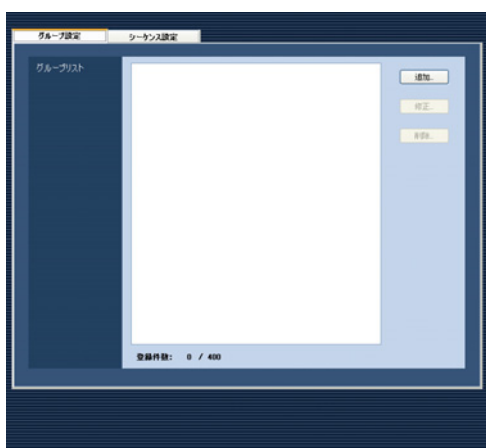 グループ設定
シーケンス設定
グループリスト
追加...
修正...
削除...
登録件数: 0 / 400